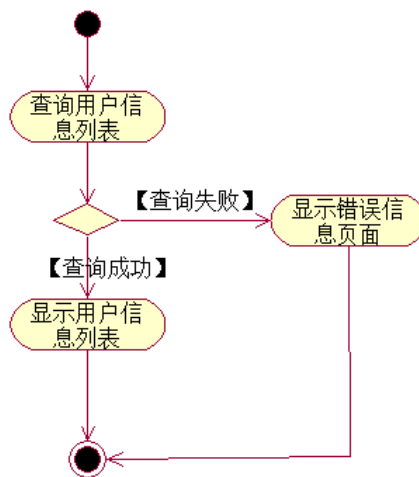 查询用户信
息列表
【查询失败】
显示错误信
息页面
【查询成功】
显示用户信
息列表